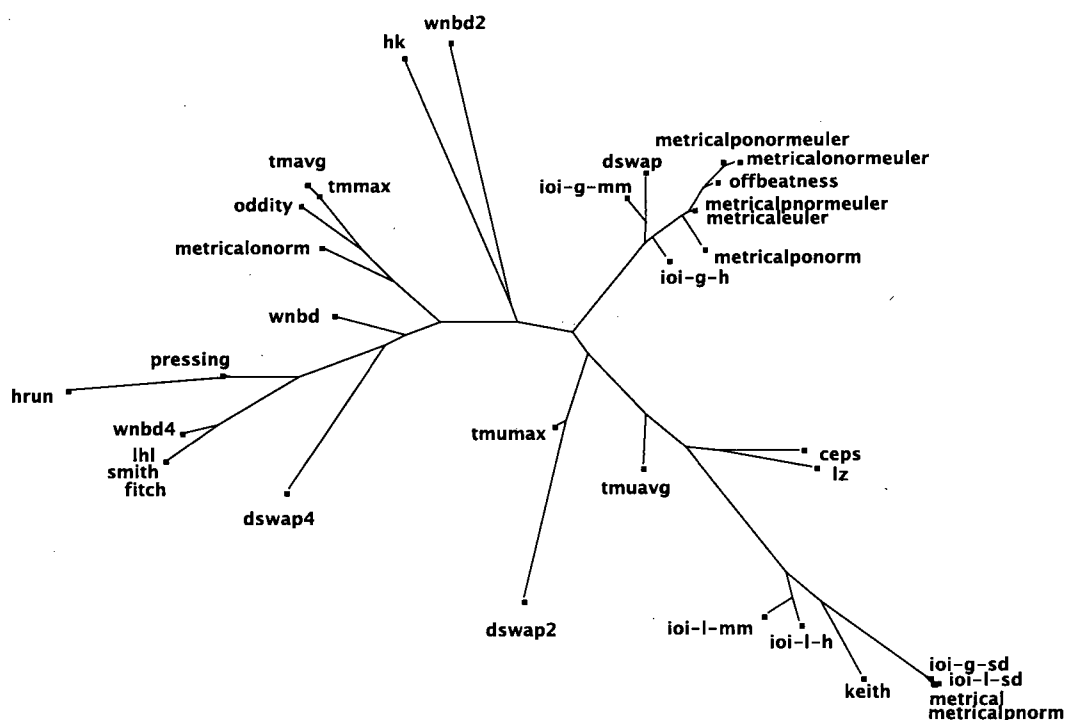 wnbd2
hk
metricalponormeuler
tmavg
dswap
metricalonormeuler
tmmax
ioi-g-mm
offbeatness
oddity
metricalpnormeuler
metricaleuler
metricalonorm
metricalponorm
ioi-g-h
wnbd
pressing
hrun
wnbd4
tmumax
lhl
ceps
smith
lz
fitch
tmuavg
dswap4
dswap2
ioi-l-mm
ioi-l-h
ioi-g-sd
ioi-l-sd
keith
metrical
metricalpnorm